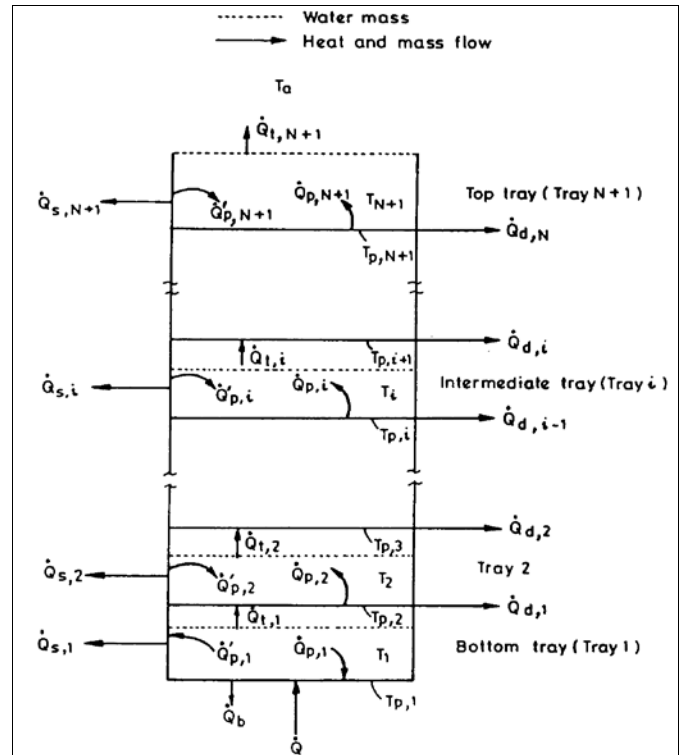 Water mass
Heat and mass flow
Tₐ
Q̇t,N+1
Q̇s,N+1
Q̇'p,N+1
Q̇p,N+1
TN+1
Top tray (Tray N+1)
Tp,N+1
Q̇d,N
Q̇t,i
Tp,i+1
Q̇d,i
Q̇s,i
Q̇'p,i
Q̇p,i
Ti
Intermediate tray (Tray i)
Tp,i
Q̇d,i-1
Q̇t,2
Tp,3
Q̇d,2
Q̇s,2
Q̇'p,2
Q̇p,2
T2
Tray 2
Q̇t,1
Tp,2
Q̇d,1
Q̇s,1
Q̇'p,1
Q̇p,1
T1
Bottom tray (Tray 1)
Tp,1
Q̇b
Q̇